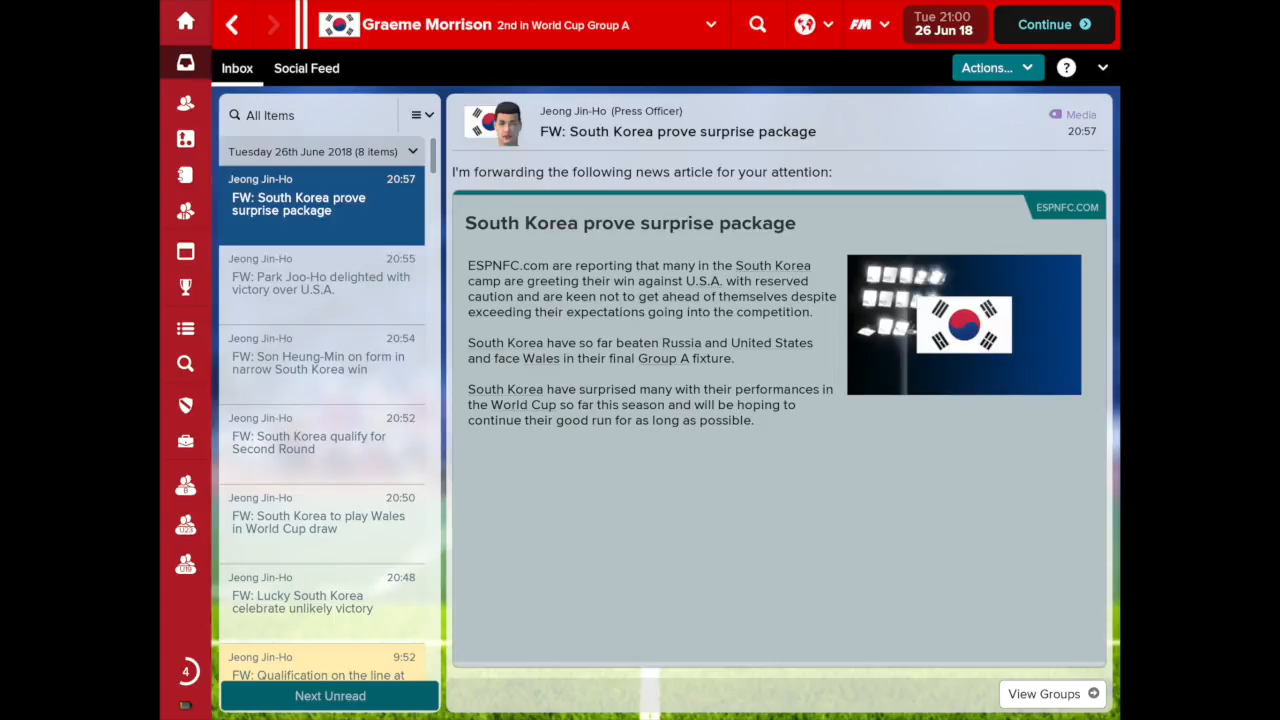 Graeme Morrison 2nd in World Cup Group A
FM
Tue 21:00
26 Jun 18
Continue
Inbox
Social Feed
Actions...
?
All Items
Tuesday 26th June 2018 (8 items)
Jeong Jin-Ho 20:57
FW: South Korea prove
surprise package
Jeong Jin-Ho 20:55
FW: Park Joo-Ho delighted with
victory over U.S.A.
Jeong Jin-Ho 20:54
FW: Son Heung-Min on form in
narrow South Korea win
Jeong Jin-Ho 20:52
FW: South Korea qualify for
Second Round
Jeong Jin-Ho 20:50
FW: South Korea to play Wales
in World Cup draw
Jeong Jin-Ho 20:48
FW: Lucky South Korea
celebrate unlikely victory
Jeong Jin-Ho 9:52
FW: Qualification on the line at
Next Unread
B
U23
U19
4
Jeong Jin-Ho (Press Officer)
FW: South Korea prove surprise package
Media
20:57
I'm forwarding the following news article for your attention:
ESPNFC.COM
South Korea prove surprise package
ESPNFC.com are reporting that many in the South Korea
camp are greeting their win against U.S.A. with reserved
caution and are keen not to get ahead of themselves despite
exceeding their expectations going into the competition.
South Korea have so far beaten Russia and United States
and face Wales in their final Group A fixture.
South Korea have surprised many with their performances in
the World Cup so far this season and will be hoping to
continue their good run for as long as possible.
View Groups